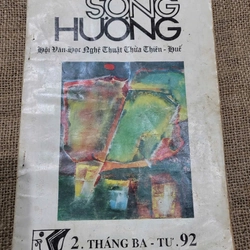 SÔNG
HƯƠNG
Hội Văn Học Nghệ Thuật Thừa Thiên - Huế
2. THÁNG BA - TƯ. 92